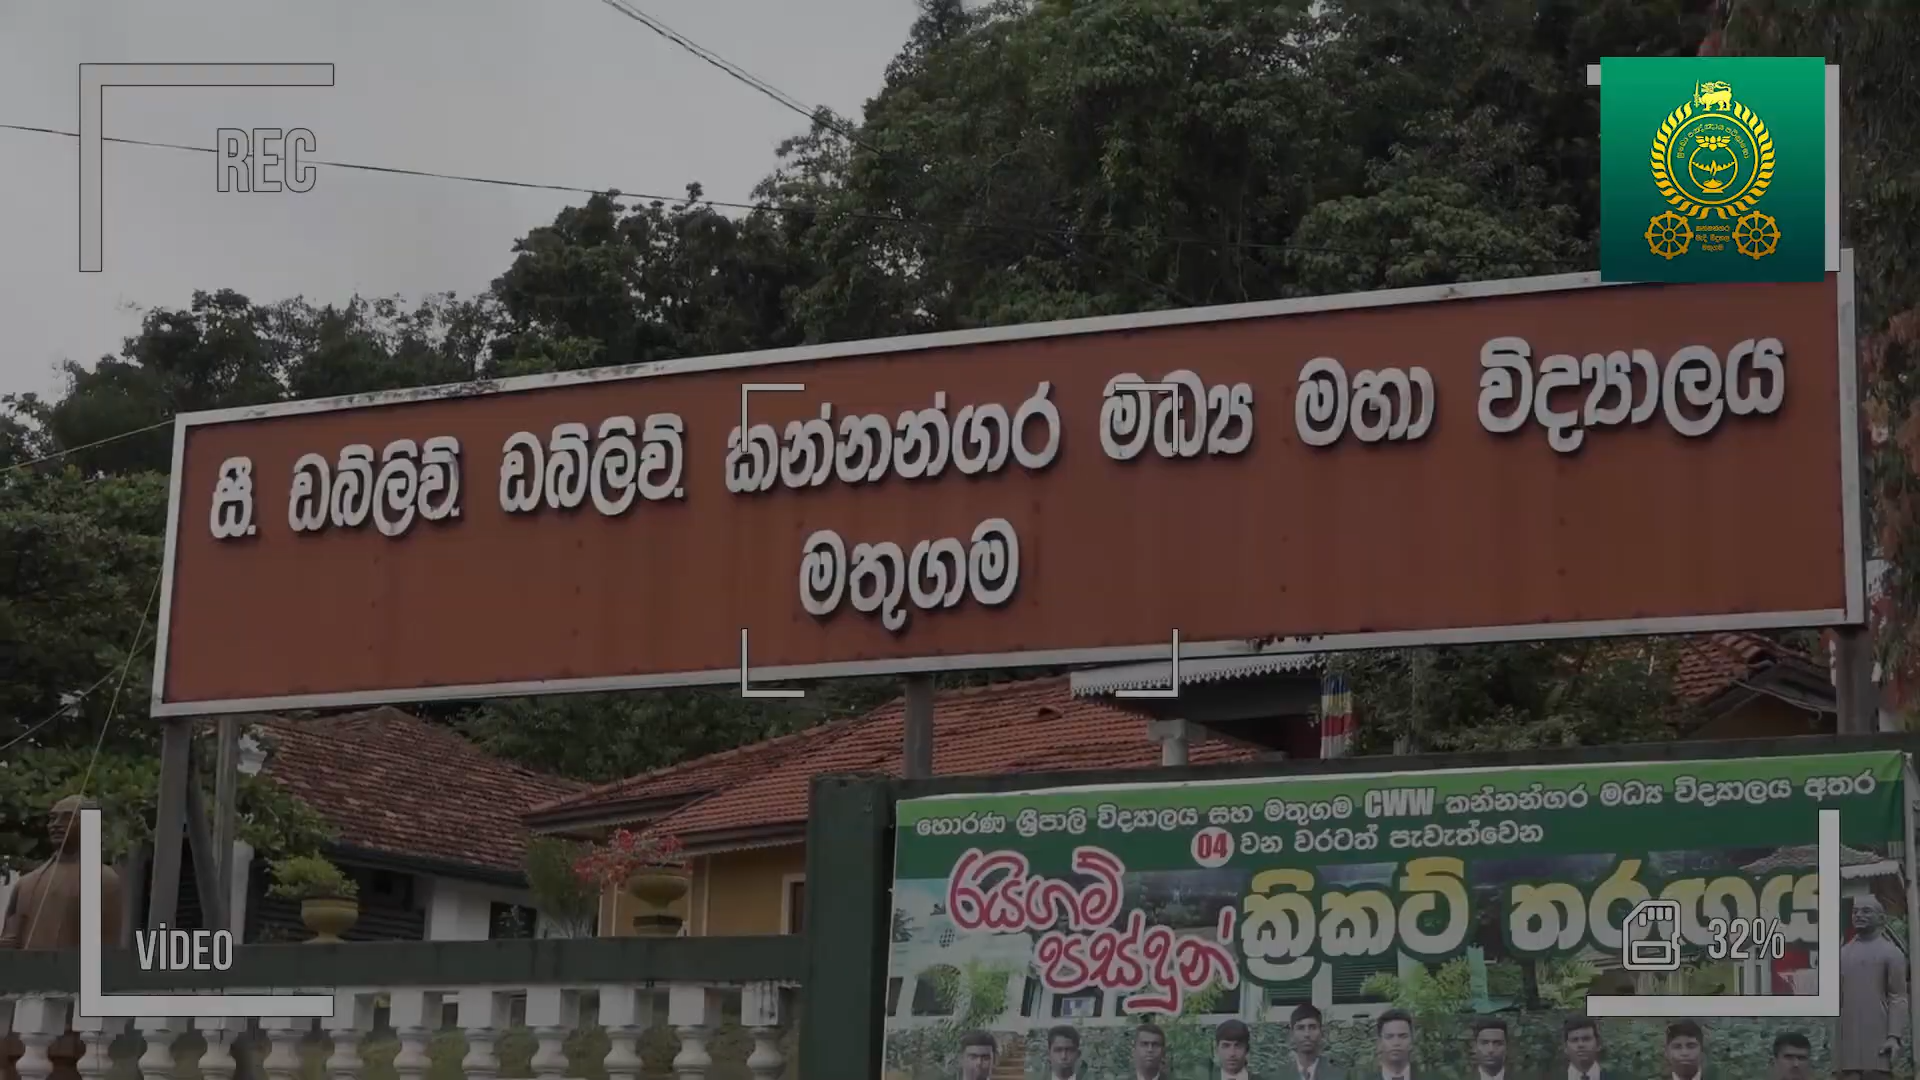 REC
සී. ඩබ්ලිව්. ඩබ්ලිව්. කන්නන්ගර මධ්‍ය මහා විද්‍යාලය
මතුගම
හොරණ ශ්‍රීපාලි විද්‍යාලය සහ මතුගම CWW කන්නන්ගර මධ්‍ය විද්‍යාලය අතර
04 වන වරටත් පැවැත්වෙන
රයිගම් පස්දුන් ක්‍රිකට් තරඟය
VİDEO
32%